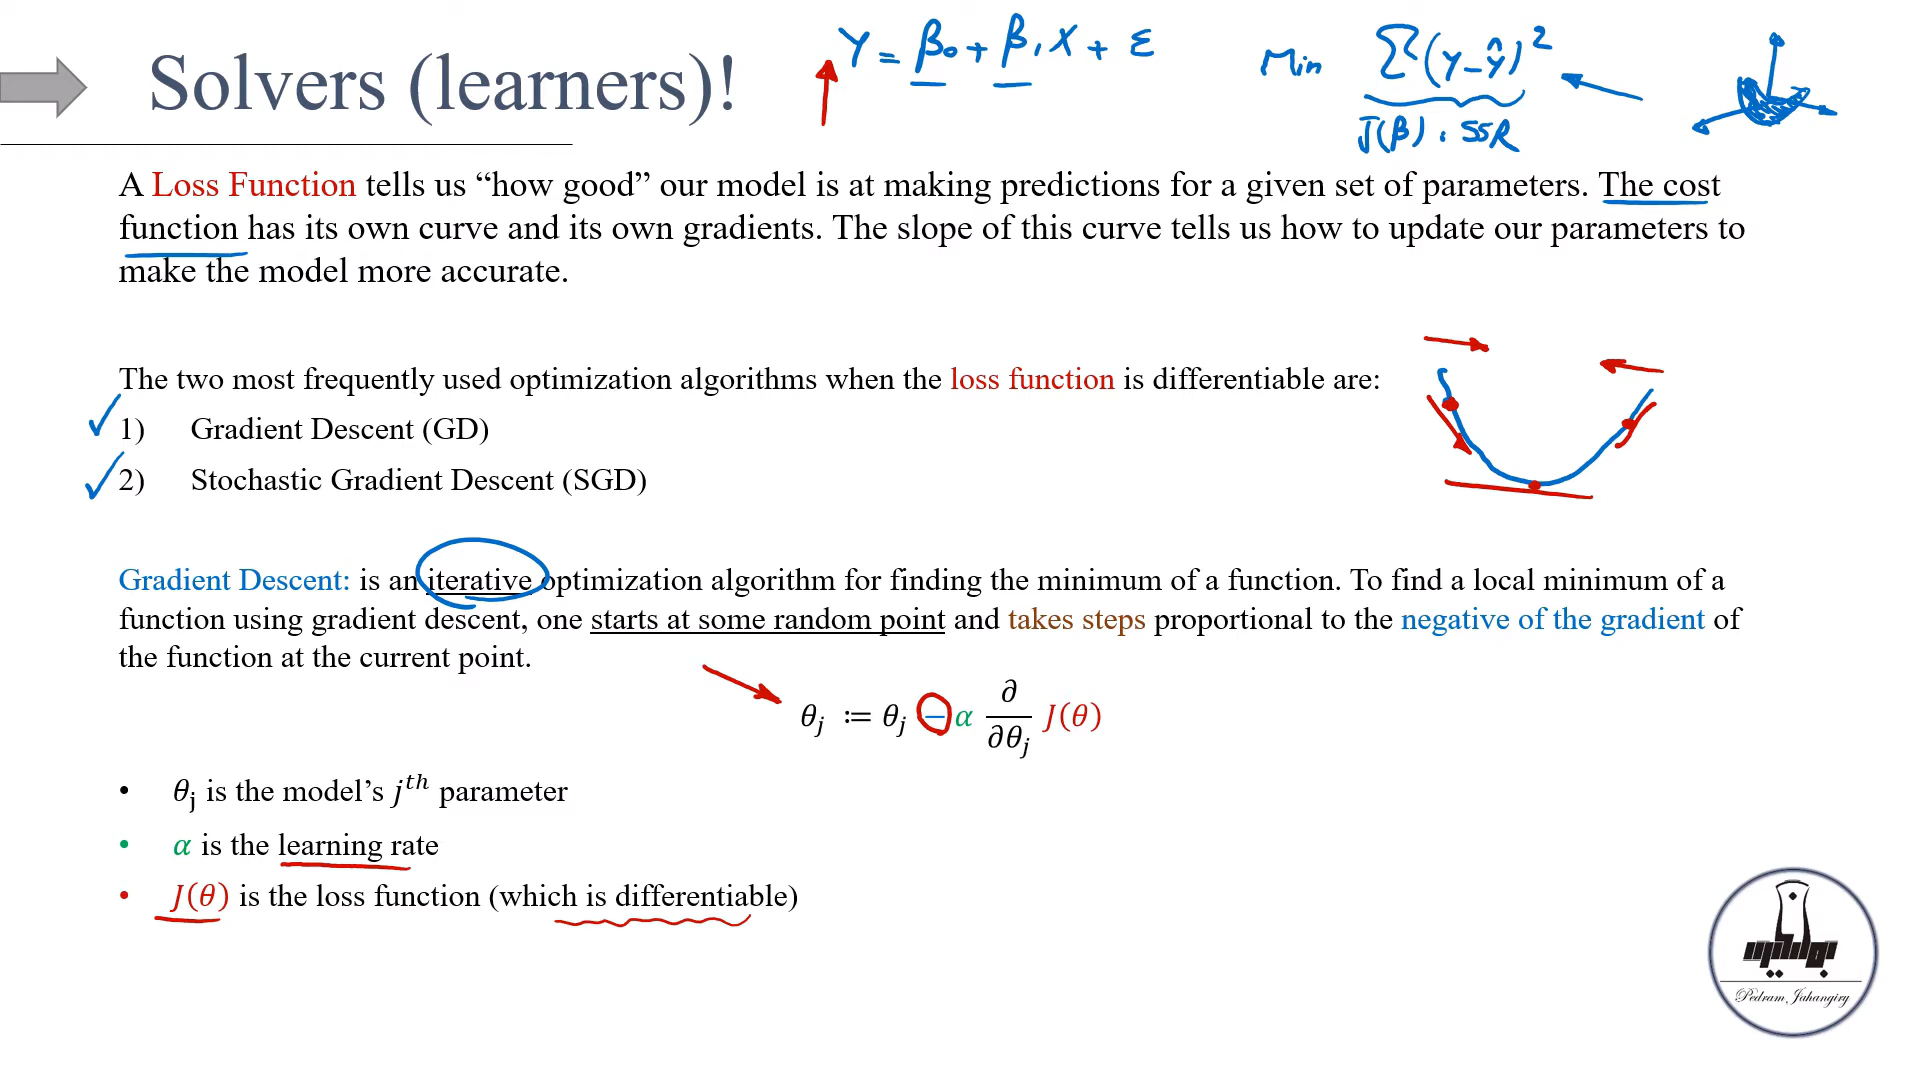 Solvers (learners)!
Y = β₀ + β₁ X + ε
Min Σ(y - ŷ)²
J(β) : SSR
A Loss Function tells us “how good” our model is at making predictions for a given set of parameters. The cost
function has its own curve and its own gradients. The slope of this curve tells us how to update our parameters to
make the model more accurate.
The two most frequently used optimization algorithms when the loss function is differentiable are:
1) Gradient Descent (GD)
2) Stochastic Gradient Descent (SGD)
Gradient Descent: is an iterative optimization algorithm for finding the minimum of a function. To find a local minimum of a
function using gradient descent, one starts at some random point and takes steps proportional to the negative of the gradient of
the function at the current point.
θⱼ := θⱼ − α ∂/∂θⱼ J(θ)
• θⱼ is the model’s jᵗʰ parameter
• α is the learning rate
• J(θ) is the loss function (which is differentiable)
Pedram, Jahangiry